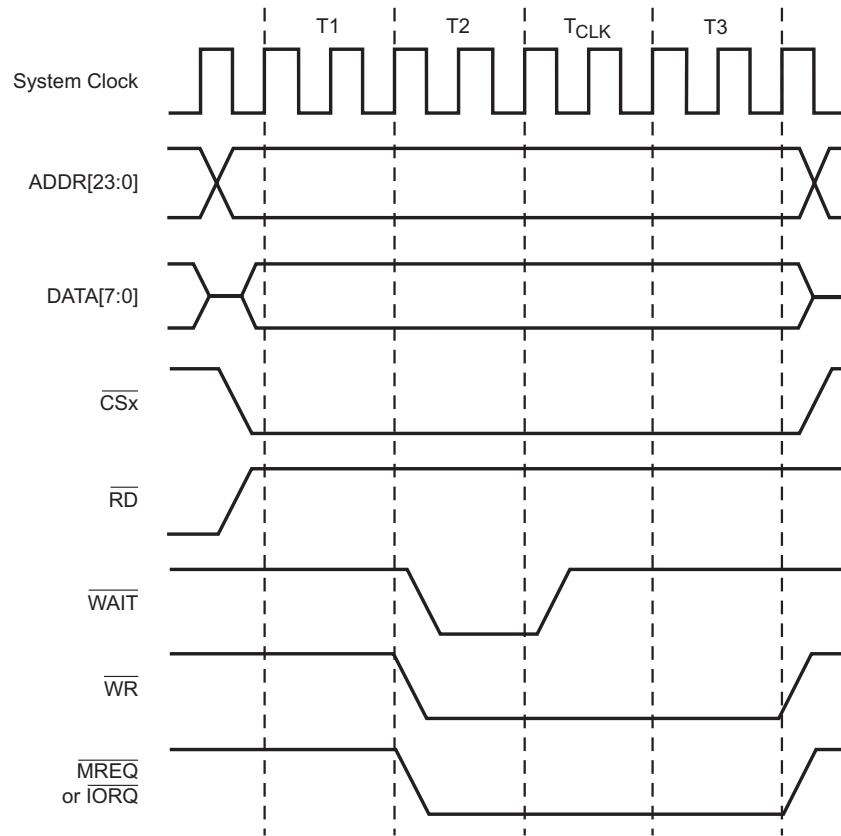 T1 T2 TCLK T3
System Clock
ADDR[23:0]
DATA[7:0]
CSx
RD
WAIT
WR
MREQ
or IORQ